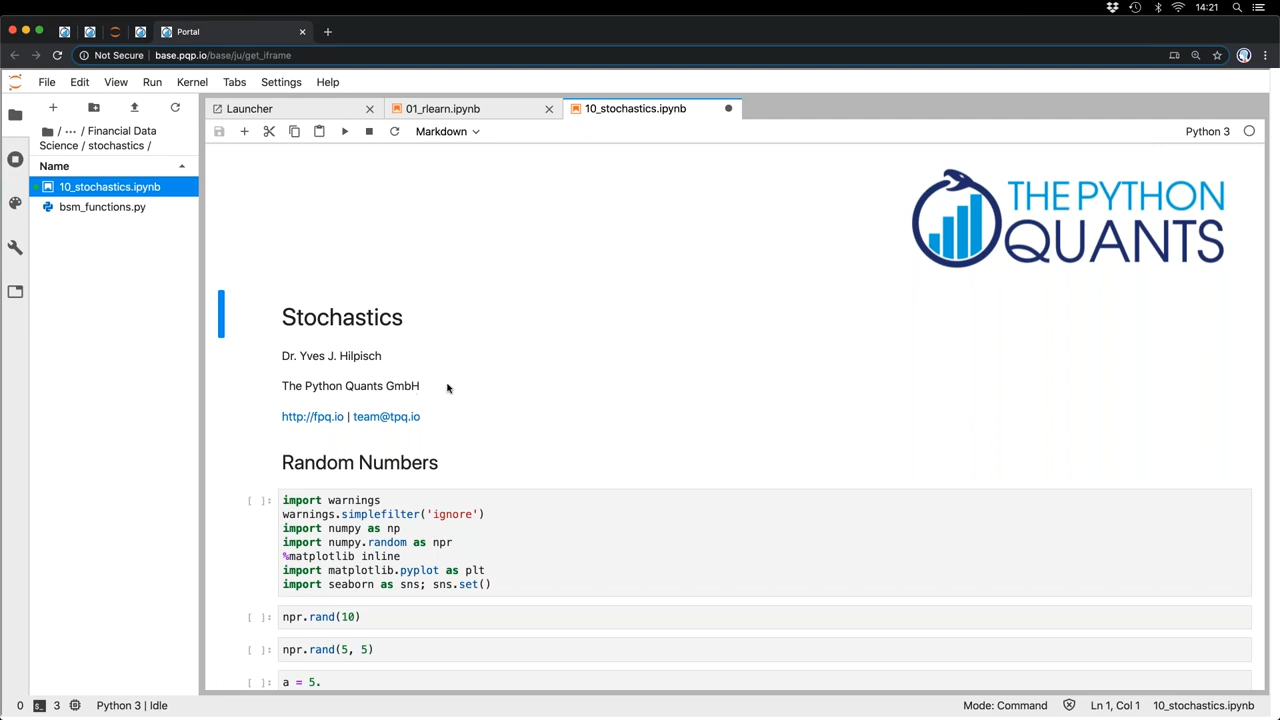 14:21
Portal
Not Secure | base.pqp.io/base/ju/get_iframe
File Edit View Run Kernel Tabs Settings Help
Launcher 01_rlearn.ipynb 10_stochastics.ipynb
/ ··· / Financial Data
Science / stochastics /
Markdown
Python 3
Name
10_stochastics.ipynb
bsm_functions.py
THE PYTHON
QUANTS
Stochastics
Dr. Yves J. Hilpisch
The Python Quants GmbH
http://fpq.io | team@tpq.io
Random Numbers
[ ]: import warnings
warnings.simplefilter('ignore')
import numpy as np
import numpy.random as npr
%matplotlib inline
import matplotlib.pyplot as plt
import seaborn as sns; sns.set()
[ ]: npr.rand(10)
[ ]: npr.rand(5, 5)
[ ]: a = 5.
0 $_ 3 Python 3 | Idle Mode: Command Ln 1, Col 1 10_stochastics.ipynb